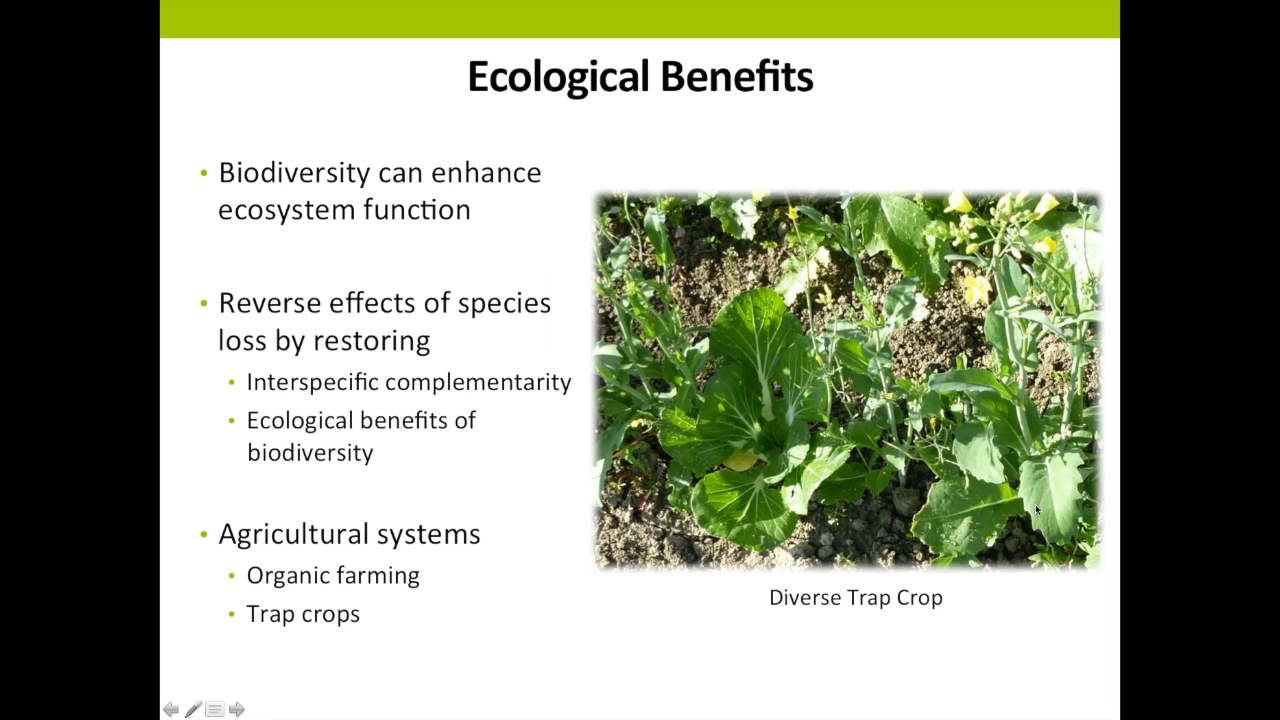 Ecological Benefits
• Biodiversity can enhance
ecosystem function
• Reverse effects of species
loss by restoring
• Interspecific complementarity
• Ecological benefits of
biodiversity
• Agricultural systems
• Organic farming
• Trap crops
Diverse Trap Crop